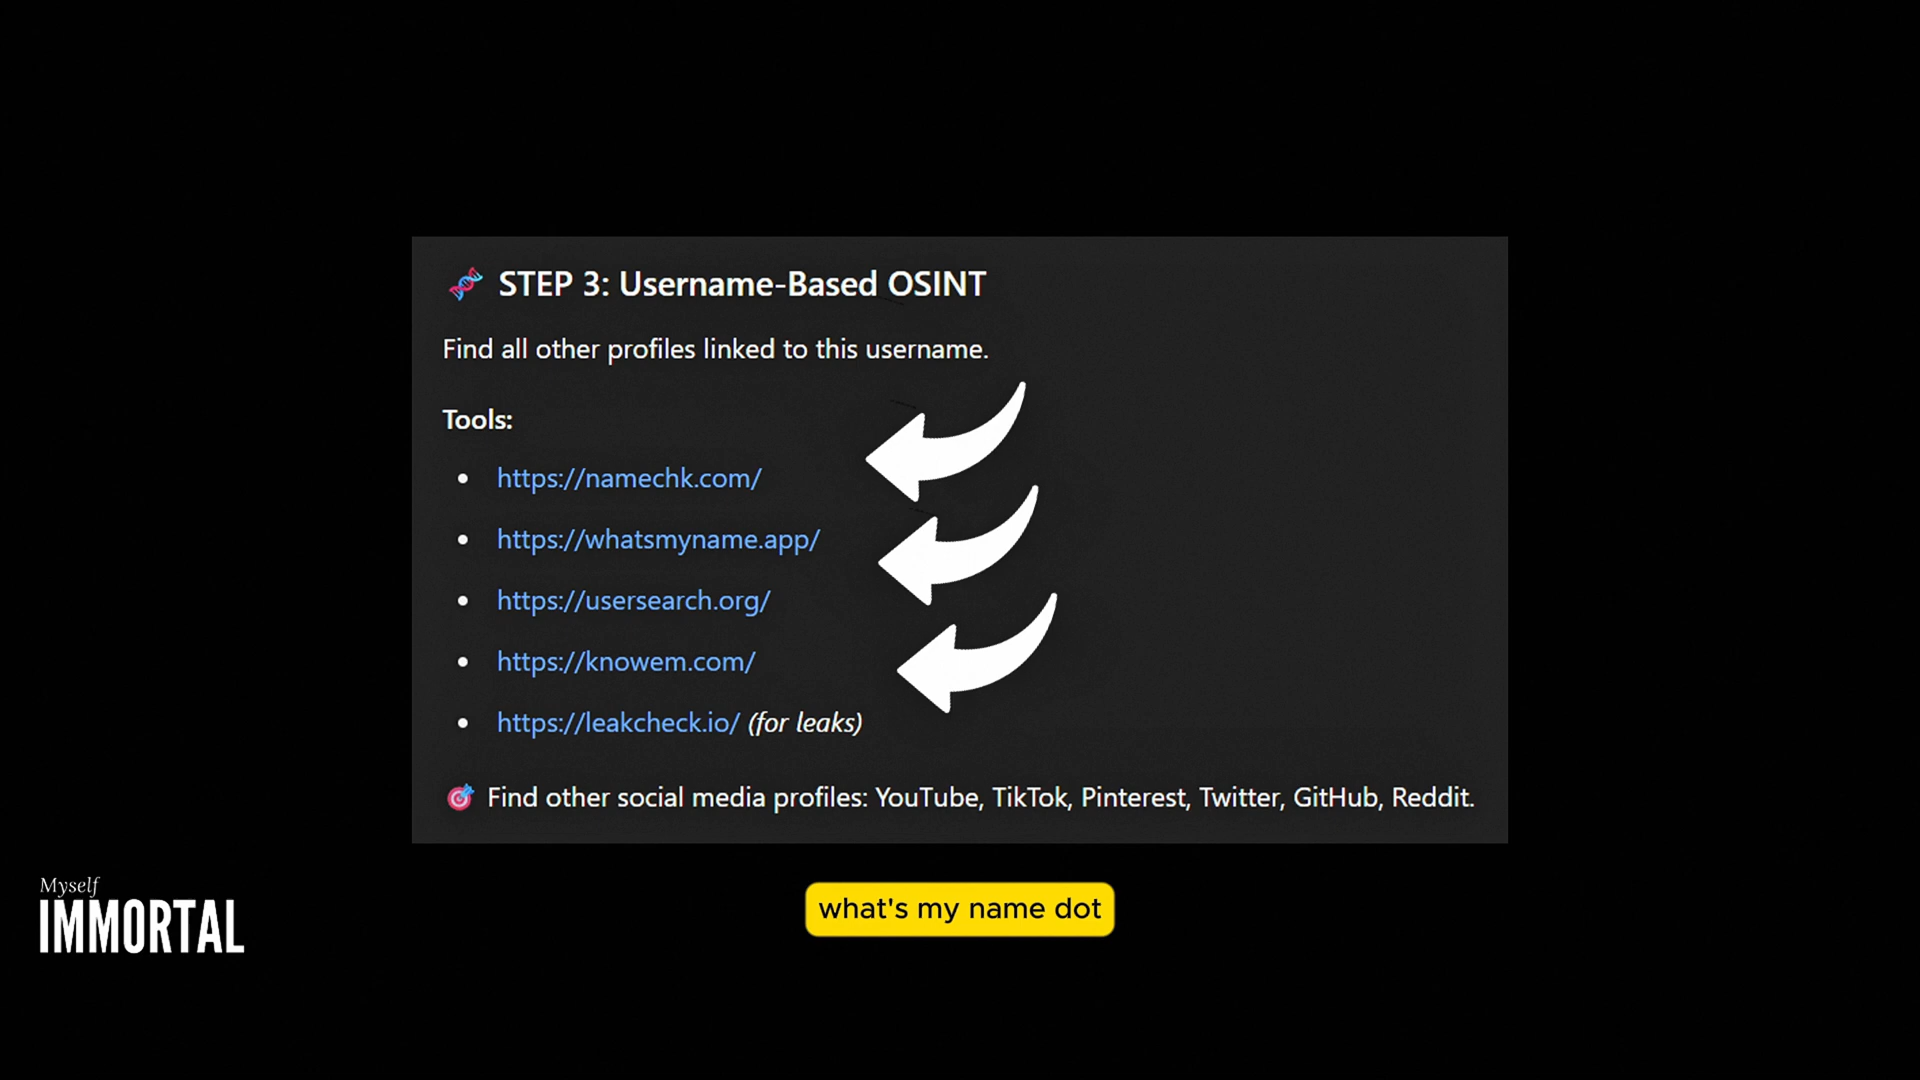 STEP 3: Username-Based OSINT
Find all other profiles linked to this username.
Tools:
https://namechk.com/
https://whatsmyname.app/
https://usersearch.org/
https://knowem.com/
https://leakcheck.io/ (for leaks)
Find other social media profiles: YouTube, TikTok, Pinterest, Twitter, GitHub, Reddit.
Myself
IMMORTAL
what's my name dot